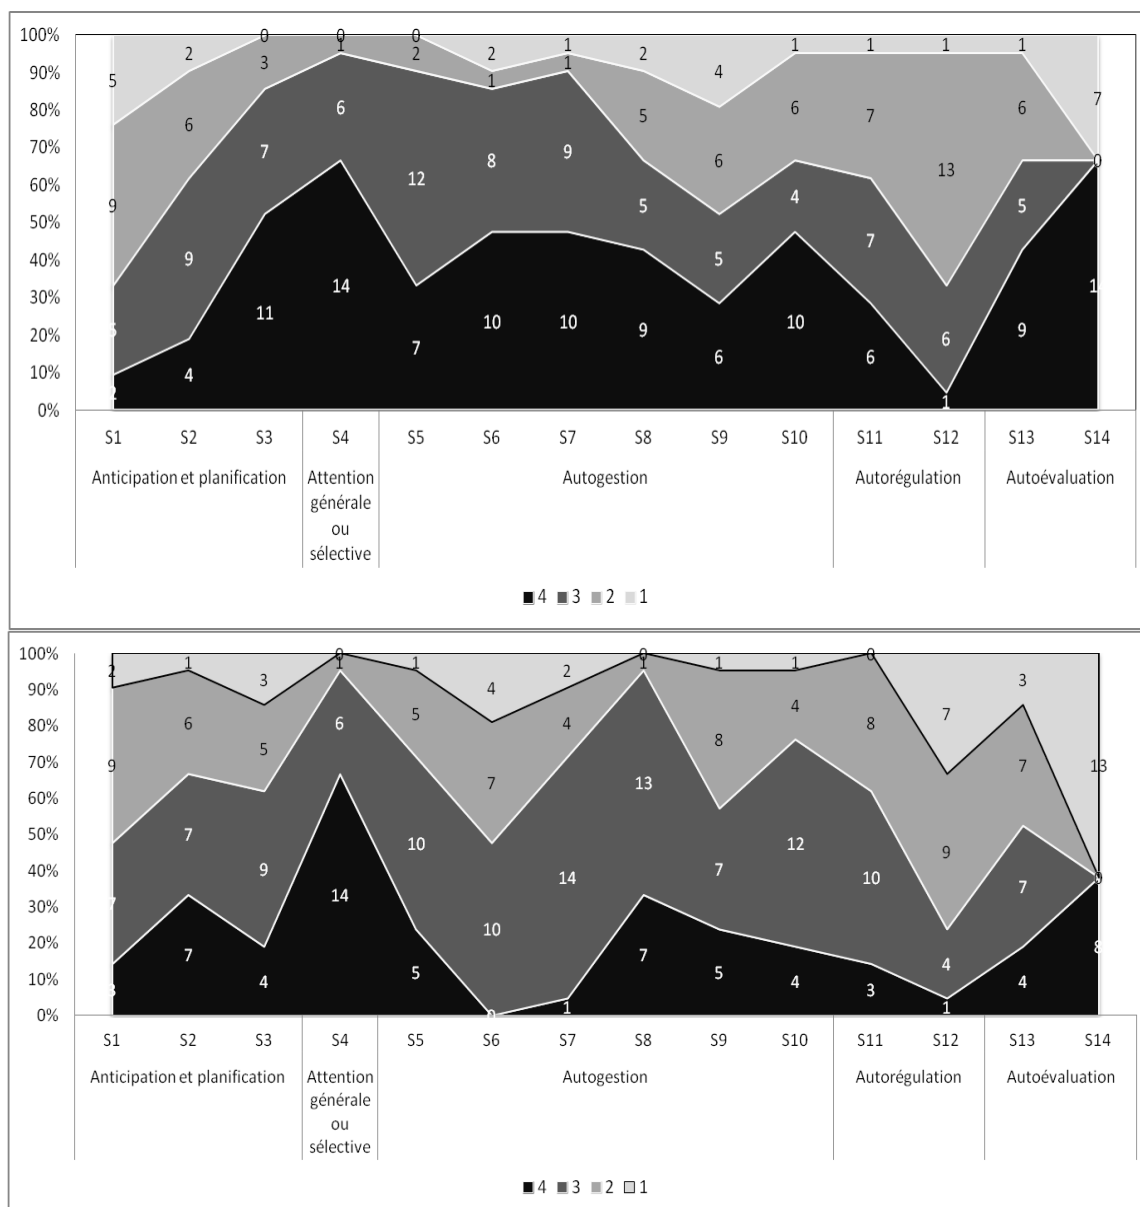 100%
90%
80%
70%
60%
50%
40%
30%
20%
10%
0%
5 2 0 0 0 2 1 2 4 1 1 1 1 7
9 6 3 1 2 1 1 5 6 6 7 13 6 0
5 9 7 6 12 8 9 5 5 4 7 6 5
2 4 11 14 7 10 10 9 6 10 6 1 9
S1 S2 S3 S4 S5 S6 S7 S8 S9 S10 S11 S12 S13 S14
Anticipation et planification Attention Autogestion Autorégulation Autoévaluation
générale
ou
sélective
4 3 2 1
100%
90%
80%
70%
60%
50%
40%
30%
20%
10%
0%
2 1 3 0 1 4 2 0 1 1 0 7 3 13
9 6 5 1 5 7 4 1 8 4 8 9 7 0
7 7 9 6 10 10 14 13 7 12 10 4 7
3 7 4 14 5 0 1 7 5 4 3 1 4 8
S1 S2 S3 S4 S5 S6 S7 S8 S9 S10 S11 S12 S13 S14
Anticipation et planification Attention Autogestion Autorégulation Autoévaluation
générale
ou
sélective
4 3 2 1